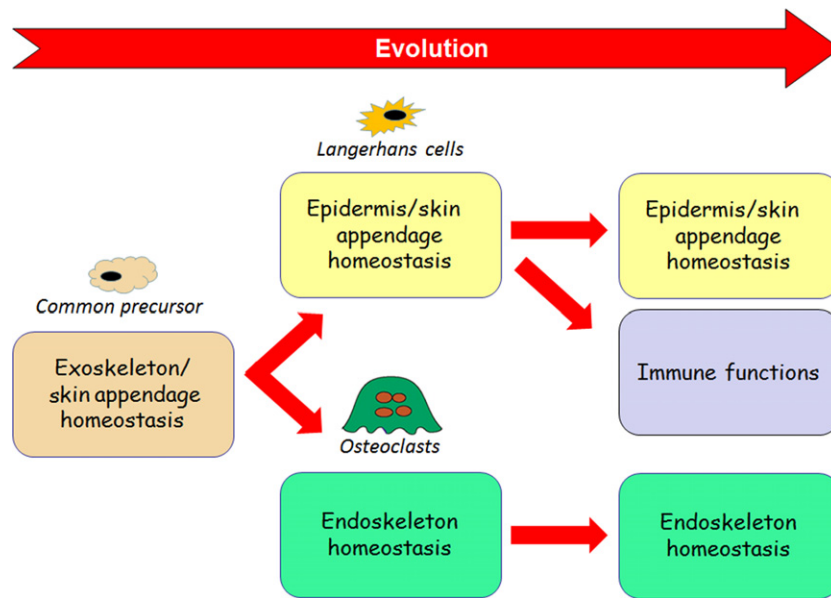 Evolution
Langerhans cells
Epidermis/skin
appendage
homeostasis
Epidermis/skin
appendage
homeostasis
Common precursor
Exoskeleton/
skin appendage
homeostasis
Immune functions
Osteoclasts
Endoskeleton
homeostasis
Endoskeleton
homeostasis